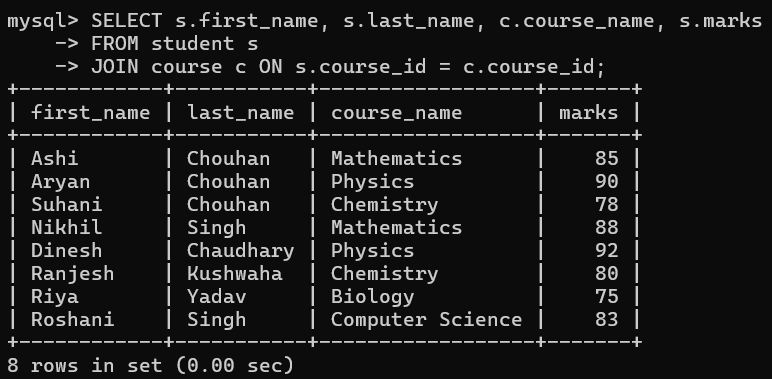 mysql> SELECT s.first_name, s.last_name, c.course_name, s.marks
    -> FROM student s
    -> JOIN course c ON s.course_id = c.course_id;
+------------+-----------+------------------+-------+
| first_name | last_name | course_name      | marks |
+------------+-----------+------------------+-------+
| Ashi       | Chouhan   | Mathematics      |    85 |
| Aryan      | Chouhan   | Physics          |    90 |
| Suhani     | Chouhan   | Chemistry        |    78 |
| Nikhil     | Singh     | Mathematics      |    88 |
| Dinesh     | Chaudhary | Physics          |    92 |
| Ranjesh    | Kushwaha  | Chemistry        |    80 |
| Riya       | Yadav     | Biology          |    75 |
| Roshani    | Singh     | Computer Science |    83 |
+------------+-----------+------------------+-------+
8 rows in set (0.00 sec)